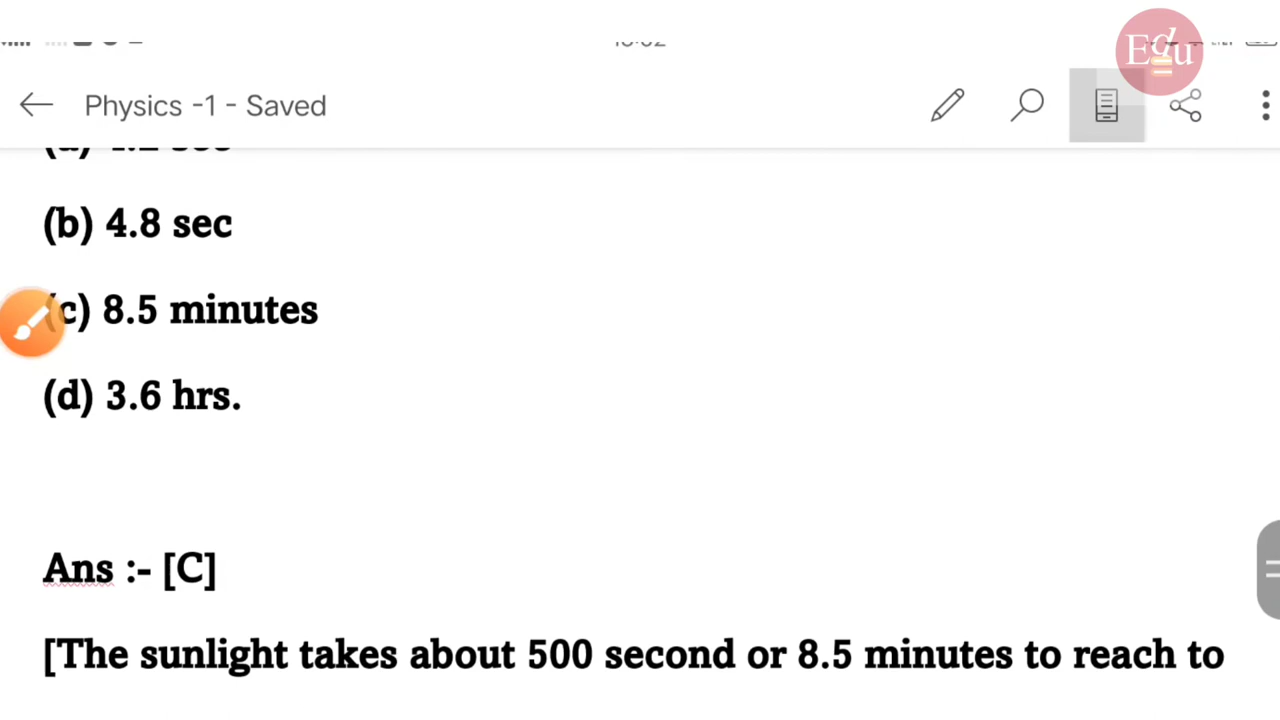 Edu
Physics -1 - Saved
(b) 4.8 sec
(c) 8.5 minutes
(d) 3.6 hrs.
Ans :- [C]
[The sunlight takes about 500 second or 8.5 minutes to reach to